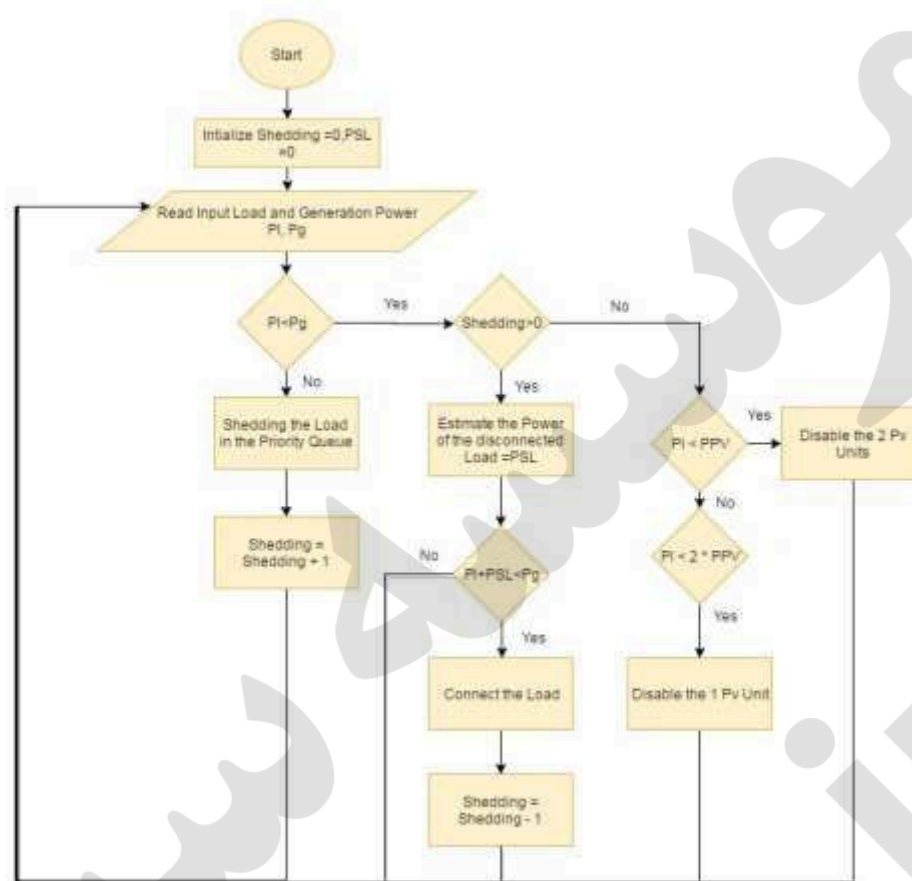 Start
Intialize Shedding =0,PSL
=0
Read Input Load and Generation Power
Pl, Pg
Pl<Pg
Yes
Shedding>0
No
No
Shedding the Load
in the Priority Queue
Yes
Estimate the Power
of the disconnected
Load =PSL
Pl < PPV
Yes
Disable the 2 Pv
Units
No
Shedding =
Shedding + 1
No
Pl+PSL<Pg
Pl < 2 * PPV
Yes
Yes
Connect the Load
Disable the 1 Pv Unit
Shedding =
Shedding - 1